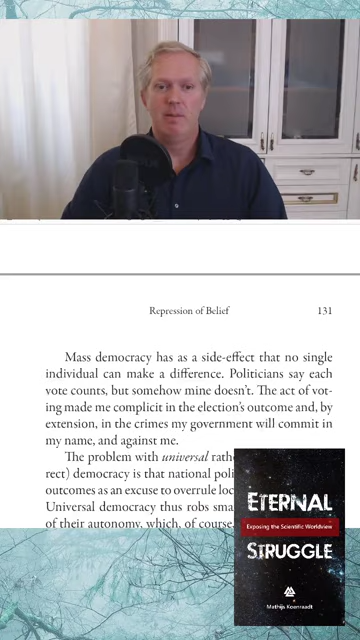 Repression of Belief 131
Mass democracy has as a side-effect that no single
individual can make a difference. Politicians say each
vote counts, but somehow mine doesn't. The act of vot-
ing made me complicit in the election's outcome and, by
extension, in the crimes my government will commit in
my name, and against me.
The problem with universal
rect) democracy is that national
outcomes as an excuse to overrule
Universal democracy thus robs
of their autonomy, which, of course,
ETERNAL
Exposing the Scientific Worldview
STRUGGLE
Mathijs Koenraadt